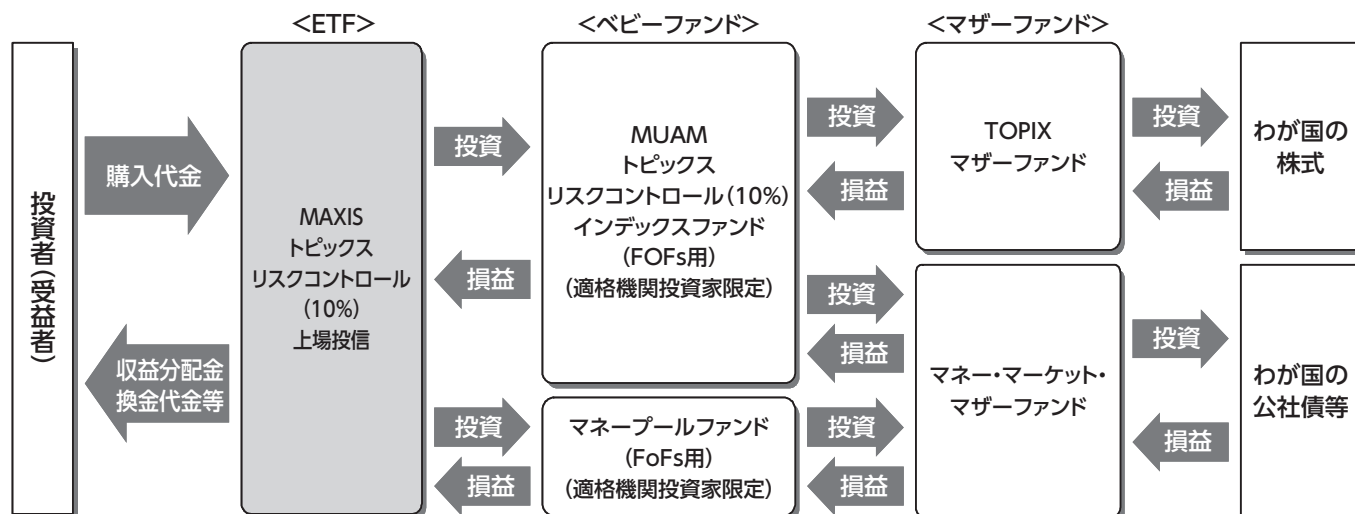 <ETF>
<ベビーファンド>
<マザーファンド>
投資者(受益者)
購入代金
収益分配金
換金代金等
MAXIS
トピックス
リスクコントロール
(10%)
上場投信
投資
損益
投資
損益
MUAM
トピックス
リスクコントロール(10%)
インデックスファンド
(FOFs用)
(適格機関投資家限定)
マネープールファンド
(FoFs用)
(適格機関投資家限定)
投資
損益
投資
損益
投資
損益
TOPIX
マザーファンド
マネー・マーケット・
マザーファンド
投資
損益
投資
損益
わが国の
株式
わが国の
公社債等